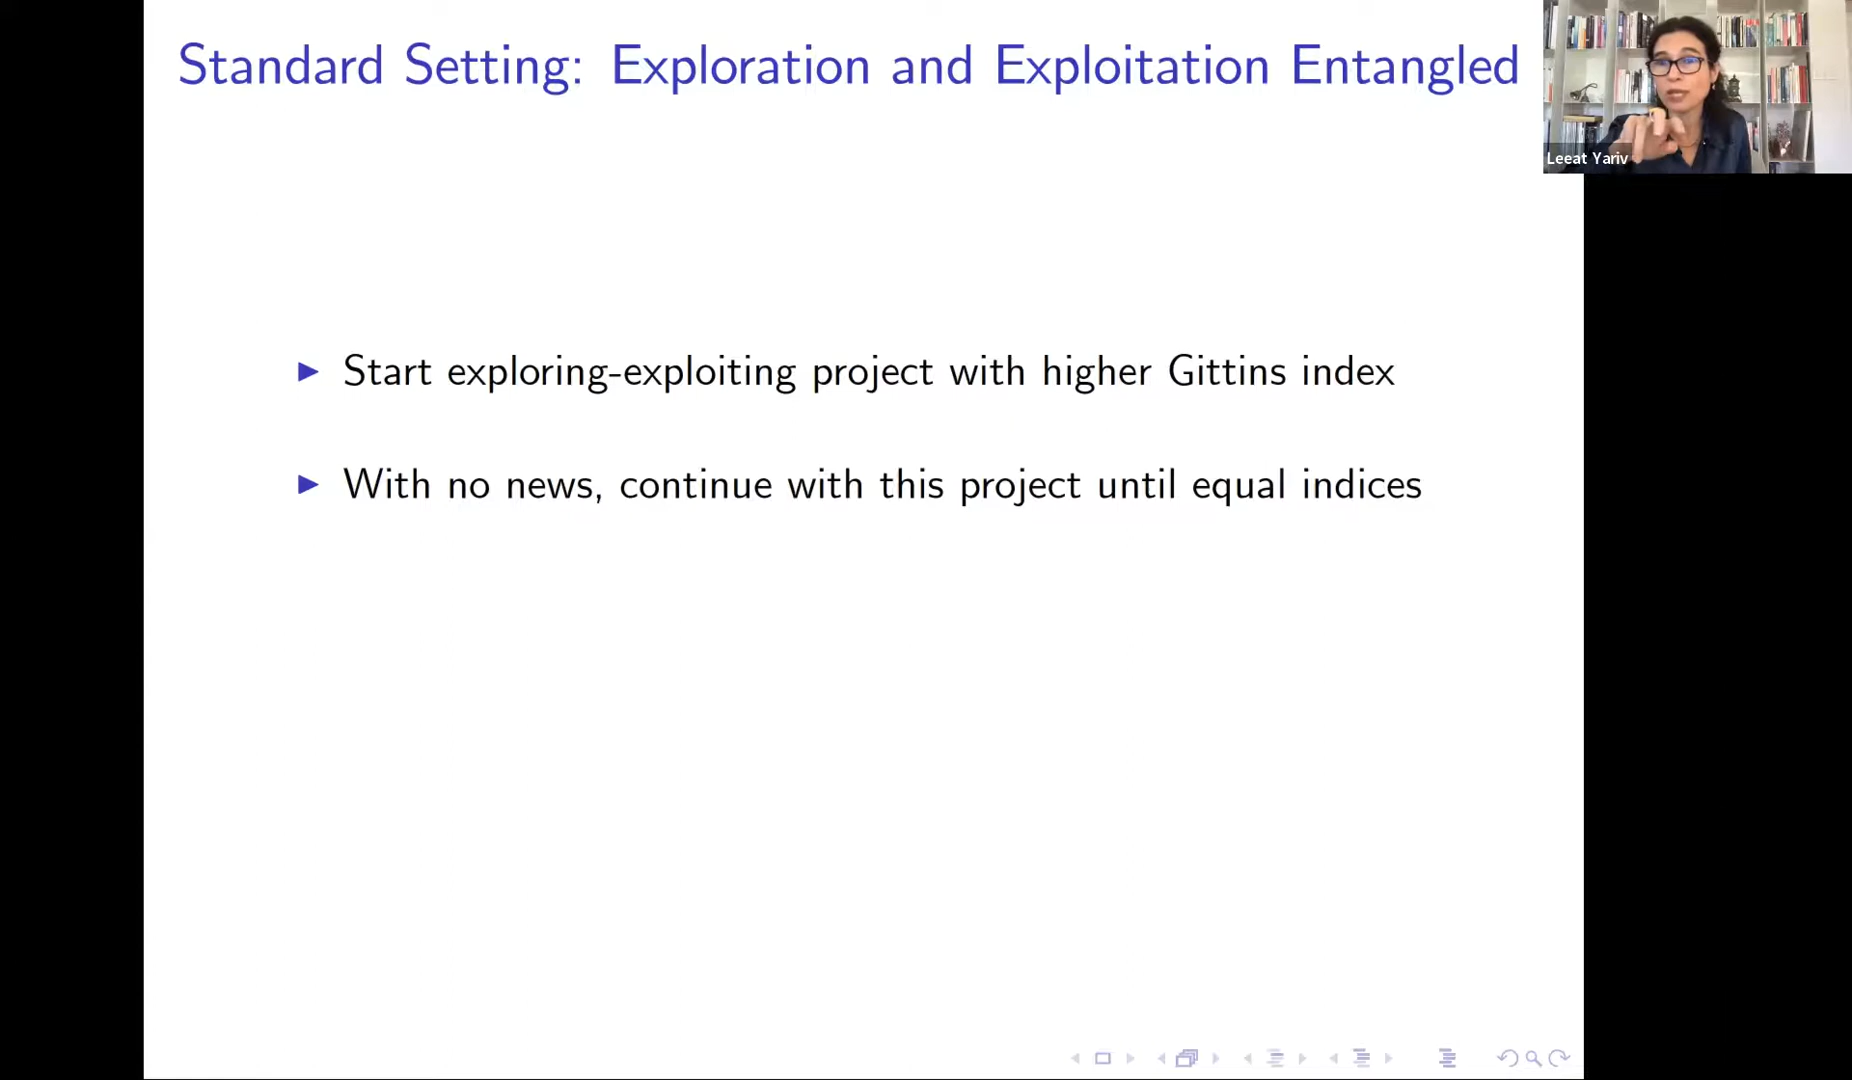 Standard Setting: Exploration and Exploitation Entangled
Leeat Yariv
Start exploring-exploiting project with higher Gittins index
With no news, continue with this project until equal indices